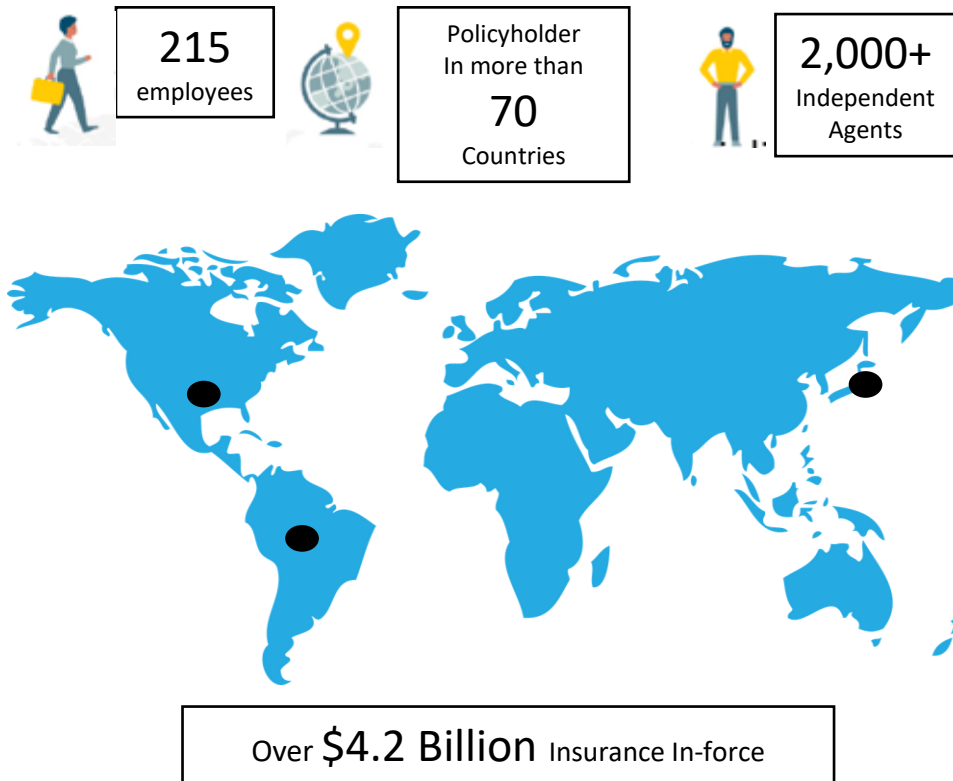 215
employees
Policyholder
In more than
70
Countries
2,000+
Independent
Agents
Over $4.2 Billion Insurance In-force